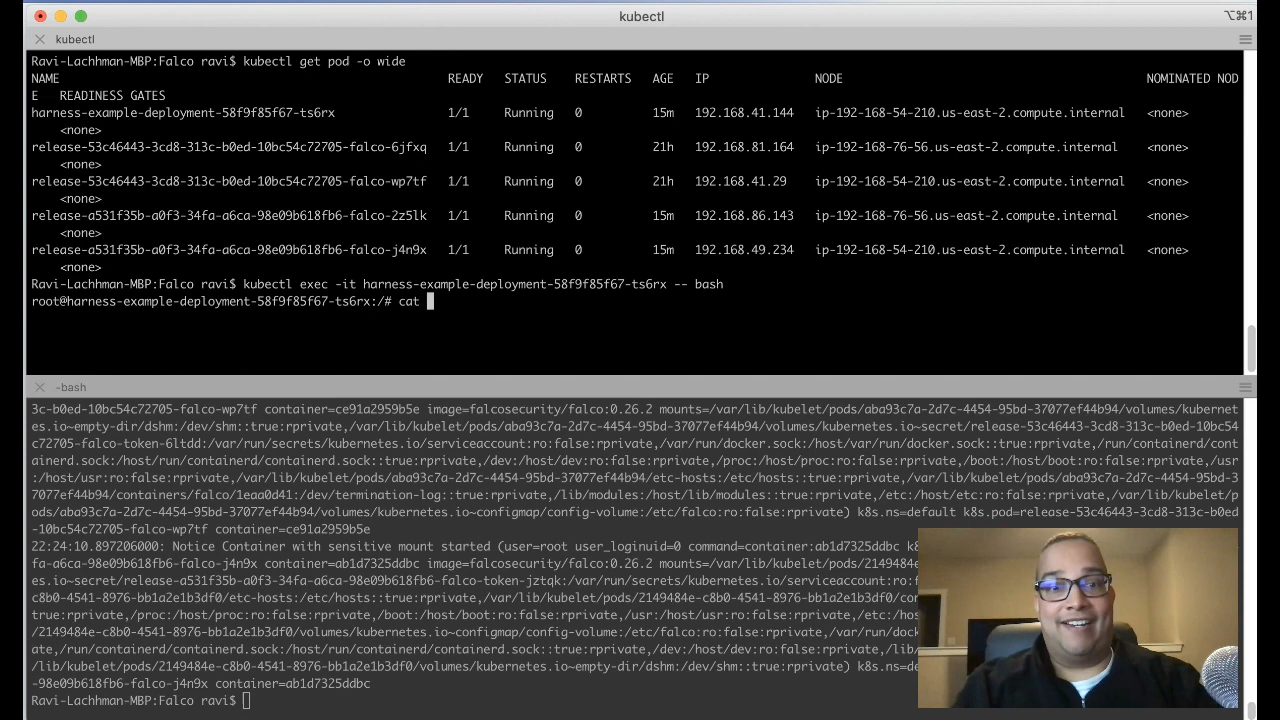 kubectl
⌥⌘1
kubectl
Ravi-Lachhman-MBP:Falco ravi$ kubectl get pod -o wide
NAME READY STATUS RESTARTS AGE IP NODE NOMINATED NOD
E READINESS GATES
harness-example-deployment-58f9f85f67-ts6rx 1/1 Running 0 15m 192.168.41.144 ip-192-168-54-210.us-east-2.compute.internal <none>
<none>
release-53c46443-3cd8-313c-b0ed-10bc54c72705-falco-6jfxq 1/1 Running 0 21h 192.168.81.164 ip-192-168-76-56.us-east-2.compute.internal <none>
<none>
release-53c46443-3cd8-313c-b0ed-10bc54c72705-falco-wp7tf 1/1 Running 0 21h 192.168.41.29 ip-192-168-54-210.us-east-2.compute.internal <none>
<none>
release-a531f35b-a0f3-34fa-a6ca-98e09b618fb6-falco-2z5lk 1/1 Running 0 15m 192.168.86.143 ip-192-168-76-56.us-east-2.compute.internal <none>
<none>
release-a531f35b-a0f3-34fa-a6ca-98e09b618fb6-falco-j4n9x 1/1 Running 0 15m 192.168.49.234 ip-192-168-54-210.us-east-2.compute.internal <none>
<none>
Ravi-Lachhman-MBP:Falco ravi$ kubectl exec -it harness-example-deployment-58f9f85f67-ts6rx -- bash
root@harness-example-deployment-58f9f85f67-ts6rx:/# cat
-bash
3c-b0ed-10bc54c72705-falco-wp7tf container=ce91a2959b5e image=falcosecurity/falco:0.26.2 mounts=/var/lib/kubelet/pods/aba93c7a-2d7c-4454-95bd-37077ef44b94/volumes/kubernet
es.io~empty-dir/dshm:/dev/shm::true:rprivate,/var/lib/kubelet/pods/aba93c7a-2d7c-4454-95bd-37077ef44b94/volumes/kubernetes.io~secret/release-53c46443-3cd8-313c-b0ed-10bc54
c72705-falco-token-6ltdd:/var/run/secrets/kubernetes.io/serviceaccount:ro:false:rprivate,/var/run/docker.sock:/host/var/run/docker.sock::true:rprivate,/run/containerd/cont
ainerd.sock:/host/run/containerd/containerd.sock::true:rprivate,/dev:/host/dev:ro:false:rprivate,/proc:/host/proc:ro:false:rprivate,/boot:/host/boot:ro:false:rprivate,/usr
:/host/usr:ro:false:rprivate,/var/lib/kubelet/pods/aba93c7a-2d7c-4454-95bd-37077ef44b94/etc-hosts:/etc/hosts::true:rprivate,/var/lib/kubelet/pods/aba93c7a-2d7c-4454-95bd-3
7077ef44b94/containers/falco/1eaa0d41:/dev/termination-log::true:rprivate,/lib/modules:/host/lib/modules::true:rprivate,/etc:/host/etc:ro:false:rprivate,/var/lib/kubelet/p
ods/aba93c7a-2d7c-4454-95bd-37077ef44b94/volumes/kubernetes.io~configmap/config-volume:/etc/falco:ro:false:rprivate) k8s.ns=default k8s.pod=release-53c46443-3cd8-313c-b0ed
-10bc54c72705-falco-wp7tf container=ce91a2959b5e
22:24:10.897206000: Notice Container with sensitive mount started (user=root user_loginuid=0 command=container:ab1d7325ddbc k8
fa-a6ca-98e09b618fb6-falco-j4n9x container=ab1d7325ddbc image=falcosecurity/falco:0.26.2 mounts=/var/lib/kubelet/pods/2149484e
es.io~secret/release-a531f35b-a0f3-34fa-a6ca-98e09b618fb6-falco-token-jztqk:/var/run/secrets/kubernetes.io/serviceaccount:ro:f
c8b0-4541-8976-bb1a2e1b3df0/etc-hosts:/etc/hosts::true:rprivate,/var/lib/kubelet/pods/2149484e-c8b0-4541-8976-bb1a2e1b3df0/con
true:rprivate,/proc:/host/proc:ro:false:rprivate,/boot:/host/boot:ro:false:rprivate,/usr:/host/usr:ro:false:rprivate,/etc:/hos
/2149484e-c8b0-4541-8976-bb1a2e1b3df0/volumes/kubernetes.io~configmap/config-volume:/etc/falco:ro:false:rprivate,/var/run/dock
ate,/run/containerd/containerd.sock:/host/run/containerd/containerd.sock::true:rprivate,/dev:/host/dev:ro:false:rprivate,/lib/
/lib/kubelet/pods/2149484e-c8b0-4541-8976-bb1a2e1b3df0/volumes/kubernetes.io~empty-dir/dshm:/dev/shm::true:rprivate) k8s.ns=de
-98e09b618fb6-falco-j4n9x container=ab1d7325ddbc
Ravi-Lachhman-MBP:Falco ravi$